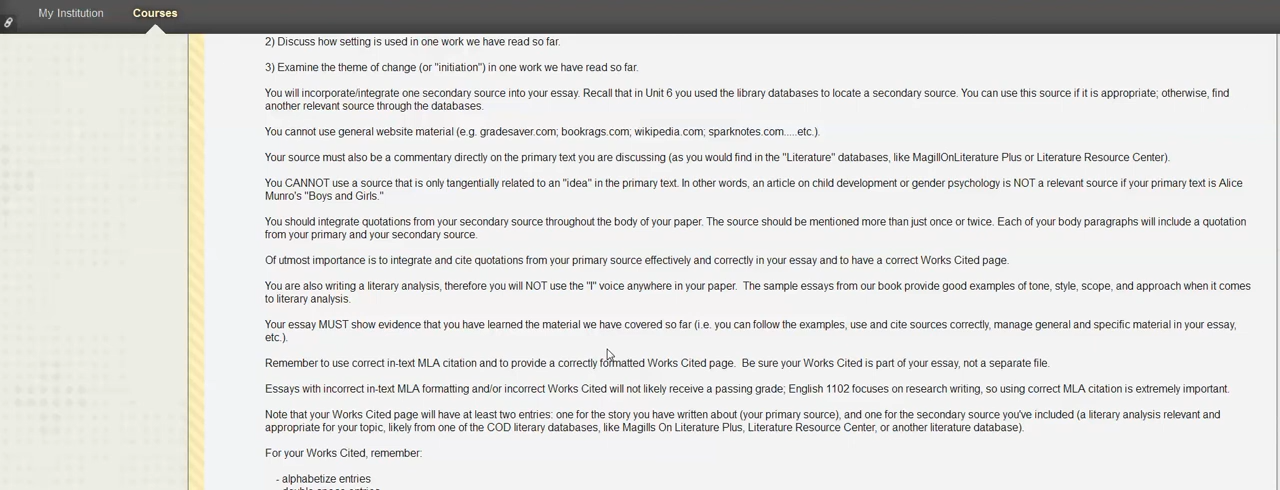 My Institution
Courses
2) Discuss how setting is used in one work we have read so far.
3) Examine the theme of change (or "initiation") in one work we have read so far.
You will incorporate/integrate one secondary source into your essay. Recall that in Unit 6 you used the library databases to locate a secondary source. You can use this source if it is appropriate; otherwise, find
another relevant source through the databases.
You cannot use general website material (e.g. gradesaver.com; bookrags.com; wikipedia.com; sparknotes.com.....etc.).
Your source must also be a commentary directly on the primary text you are discussing (as you would find in the "Literature" databases, like MagillOnLiterature Plus or Literature Resource Center).
You CANNOT use a source that is only tangentially related to an "idea" in the primary text. In other words, an article on child development or gender psychology is NOT a relevant source if your primary text is Alice
Munro's "Boys and Girls."
You should integrate quotations from your secondary source throughout the body of your paper. The source should be mentioned more than just once or twice. Each of your body paragraphs will include a quotation
from your primary and your secondary source.
Of utmost importance is to integrate and cite quotations from your primary source effectively and correctly in your essay and to have a correct Works Cited page.
You are also writing a literary analysis, therefore you will NOT use the "I" voice anywhere in your paper. The sample essays from our book provide good examples of tone, style, scope, and approach when it comes
to literary analysis.
Your essay MUST show evidence that you have learned the material we have covered so far (i.e. you can follow the examples, use and cite sources correctly, manage general and specific material in your essay,
etc.).
Remember to use correct in-text MLA citation and to provide a correctly formatted Works Cited page. Be sure your Works Cited is part of your essay, not a separate file.
Essays with incorrect in-text MLA formatting and/or incorrect Works Cited will not likely receive a passing grade; English 1102 focuses on research writing, so using correct MLA citation is extremely important.
Note that your Works Cited page will have at least two entries: one for the story you have written about (your primary source), and one for the secondary source you've included (a literary analysis relevant and
appropriate for your topic, likely from one of the COD literary databases, like Magills On Literature Plus, Literature Resource Center, or another literature database).
For your Works Cited, remember:
- alphabetize entries
- double space entries